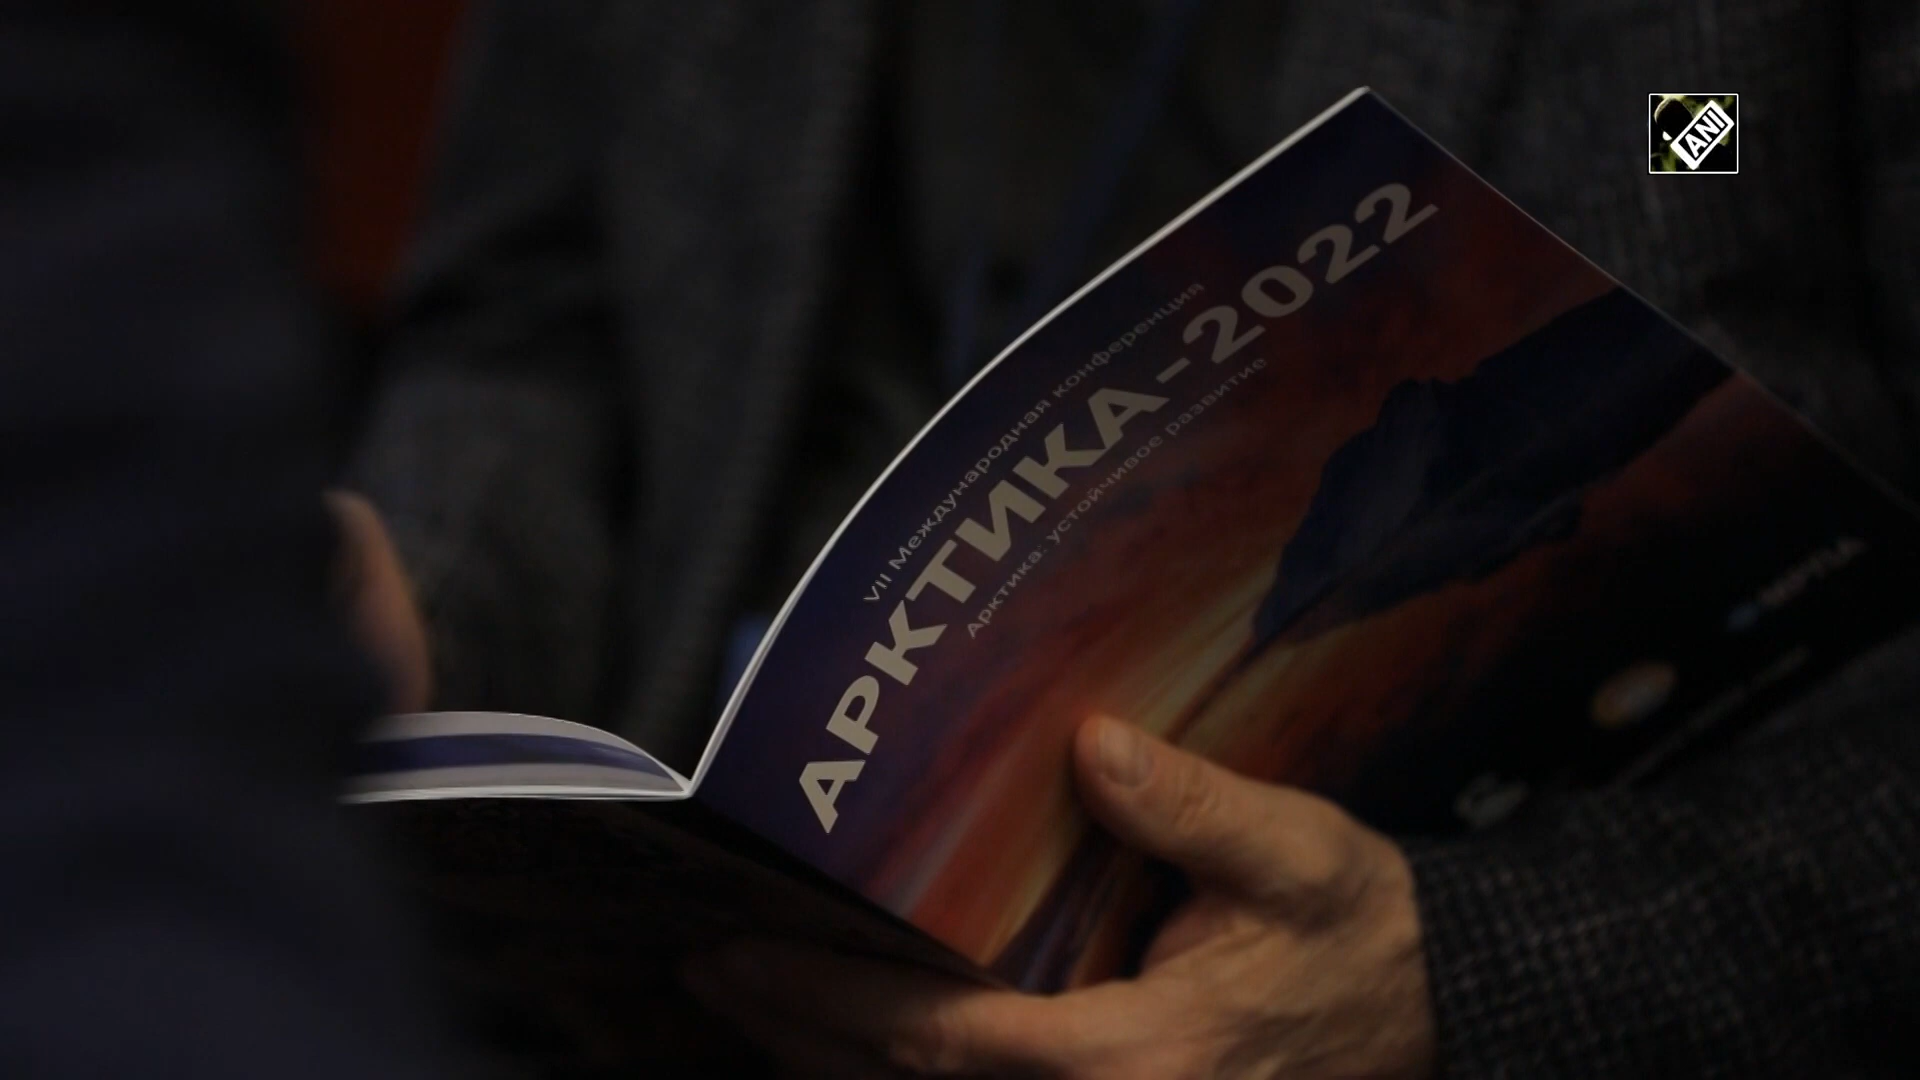 VII Международная конференция
АРКТИКА – 2022
Арктика: устойчивое развитие
ANI